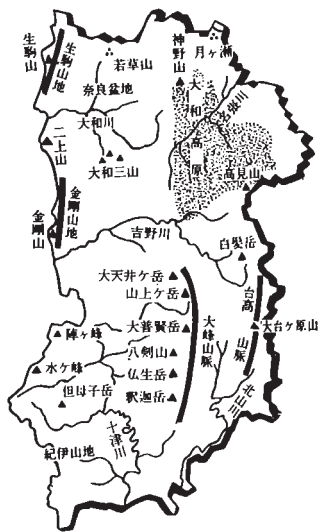 生駒山
生駒山地
若草山
奈良盆地
神野山
月ヶ瀬
大和高原
名張川
大和川
二上山
大和三山
高見山
金剛山地
金剛山
吉野川
白髪岳
大天井ケ岳
山上ケ岳
大普賢岳
八剣山
仏生岳
釈迦岳
大峰山脈
台高山脈
大台ヶ原山
北山川
陣ヶ峰
水ケ峰
但母子岳
十津川
紀伊山地